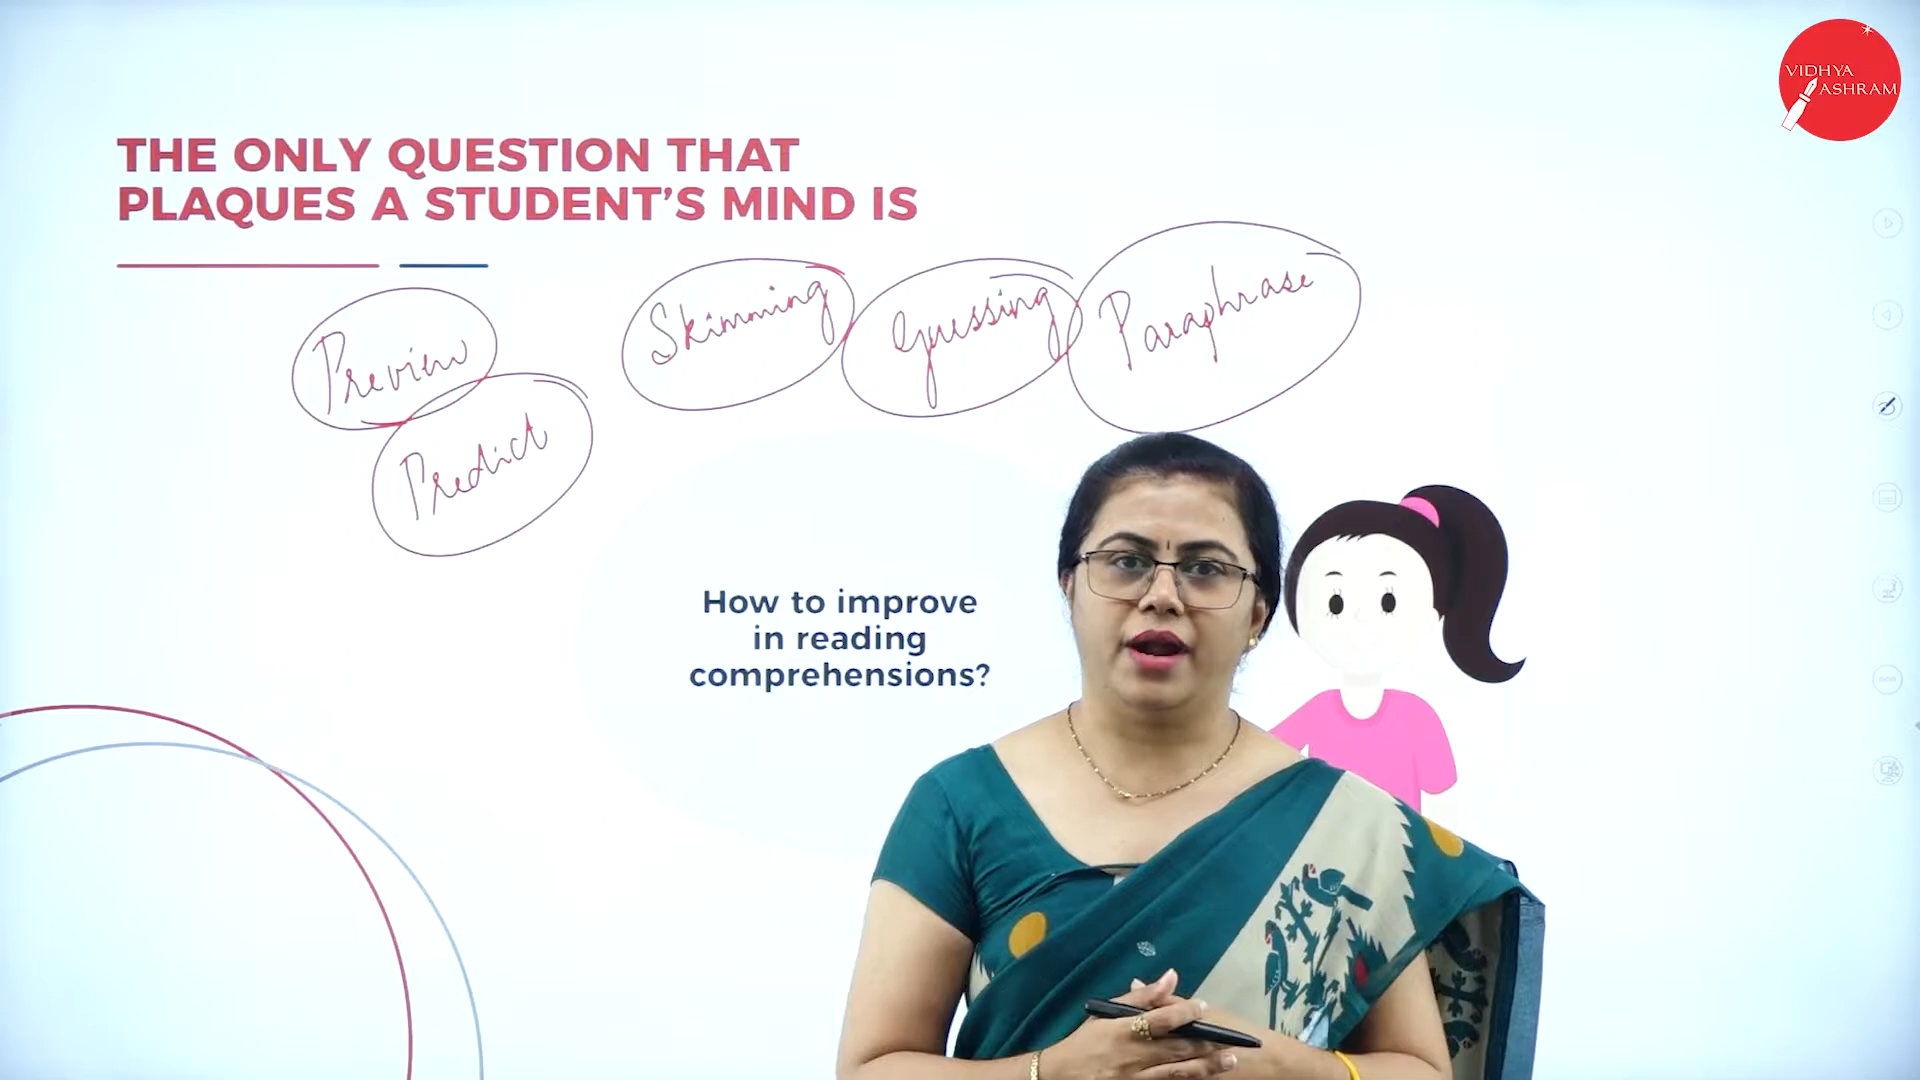 VIDHYA
ASHRAM
THE ONLY QUESTION THAT
PLAQUES A STUDENT'S MIND IS
Preview
Predict
Skimming
Guessing
Paraphrase
How to improve
in reading
comprehensions?